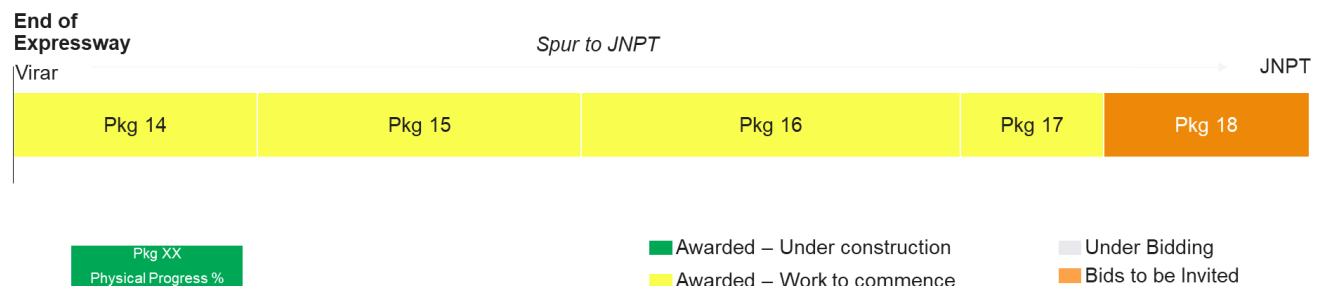 End of
Expressway
Spur to JNPT
Virar
JNPT
Pkg 14
Pkg 15
Pkg 16
Pkg 17
Pkg 18
Pkg XX
Physical Progress %
Awarded – Under construction
Under Bidding
Awarded – Work to commence
Bids to be Invited